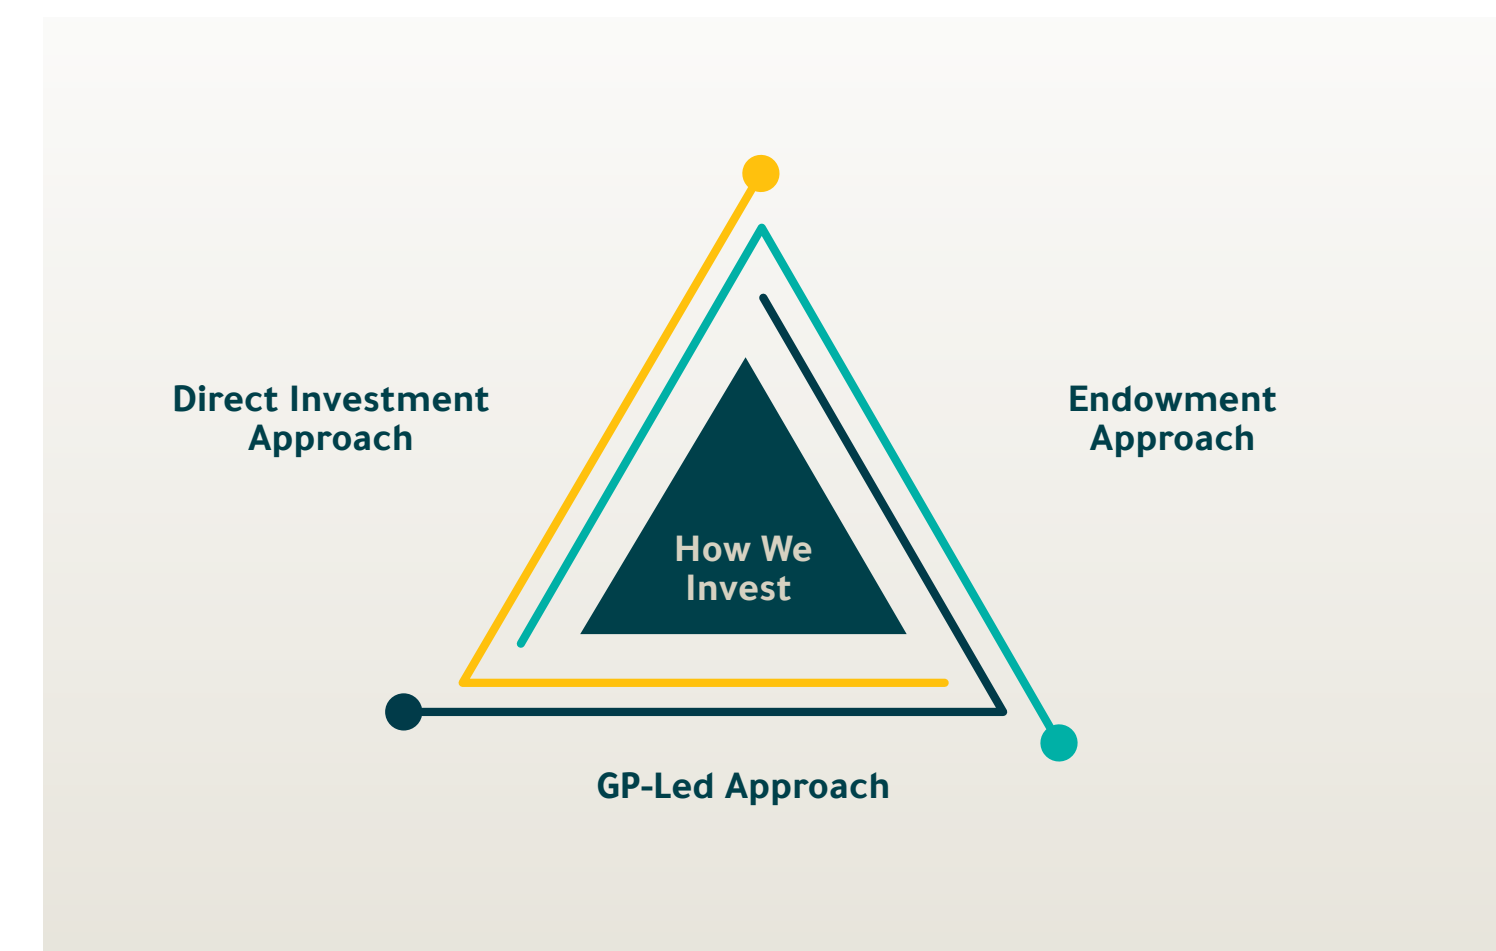 Direct Investment
Approach
Endowment
Approach
How We
Invest
GP-Led Approach